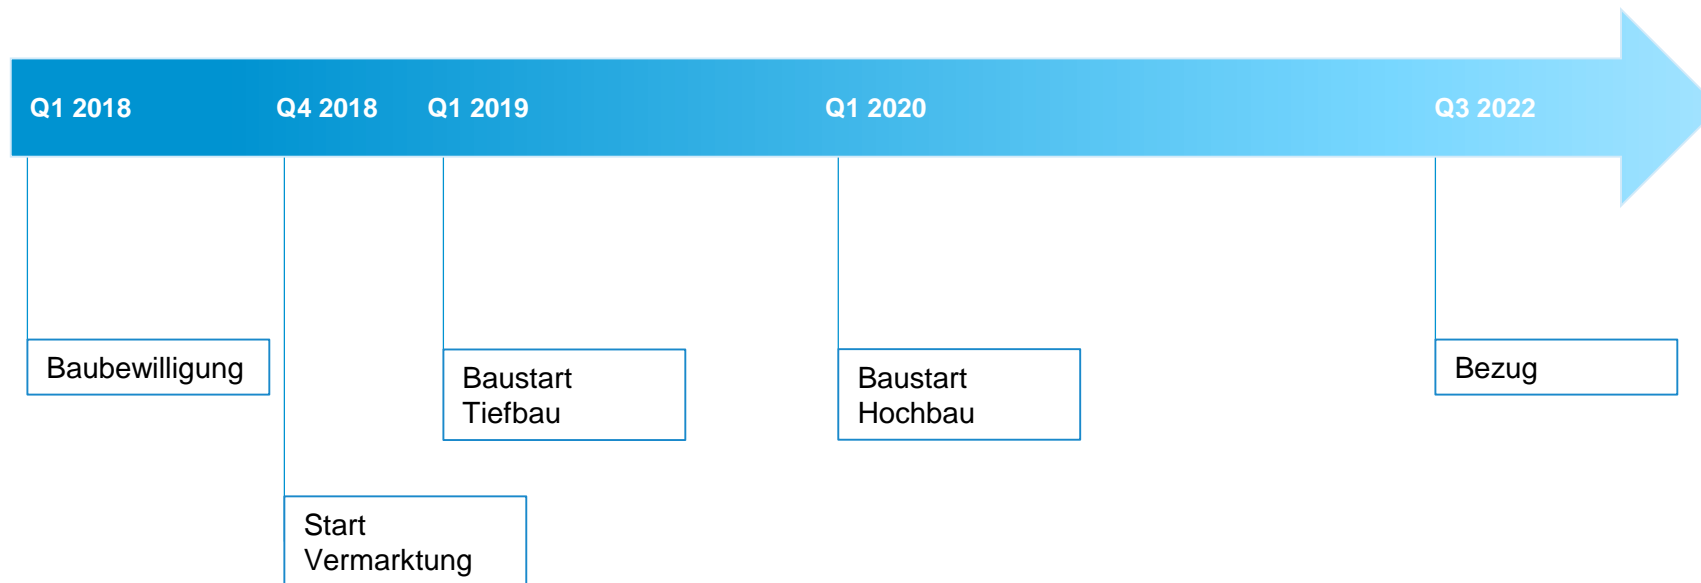 Q1 2018
Q4 2018
Q1 2019
Q1 2020
Q3 2022
Baubewilligung
Baustart
Tiefbau
Baustart
Hochbau
Bezug
Start
Vermarktung